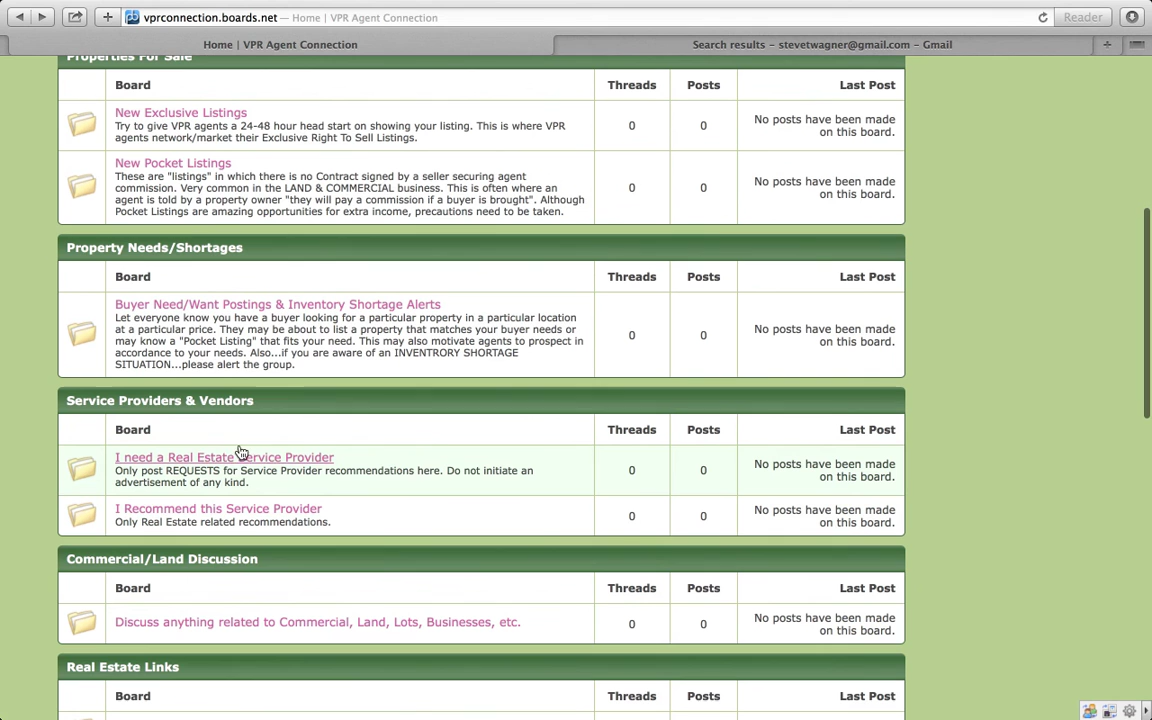 vprconnection.boards.net — Home | VPR Agent Connection
Reader
Home | VPR Agent Connection
Search results – stevetwagner@gmail.com – Gmail
Properties For Sale
Board Threads Posts Last Post
New Exclusive Listings
Try to give VPR agents a 24-48 hour head start on showing your listing. This is where VPR
agents network/market their Exclusive Right To Sell Listings.
0 0 No posts have been made
on this board.
New Pocket Listings
These are "listings" in which there is no Contract signed by a seller securing agent
commission. Very common in the LAND & COMMERCIAL business. This is often where an
agent is told by a property owner "they will pay a commission if a buyer is brought". Although
Pocket Listings are amazing opportunities for extra income, precautions need to be taken.
0 0 No posts have been made
on this board.
Property Needs/Shortages
Board Threads Posts Last Post
Buyer Need/Want Postings & Inventory Shortage Alerts
Let everyone know you have a buyer looking for a particular property in a particular location
at a particular price. They may be about to list a property that matches your buyer needs or
may know a "Pocket Listing" that fits your need. This may also motivate agents to prospect in
accordance to your needs. Also...if you are aware of an INVENTRORY SHORTAGE
SITUATION...please alert the group.
0 0 No posts have been made
on this board.
Service Providers & Vendors
Board Threads Posts Last Post
I need a Real Estate Service Provider
Only post REQUESTS for Service Provider recommendations here. Do not initiate an
advertisement of any kind.
0 0 No posts have been made
on this board.
I Recommend this Service Provider
Only Real Estate related recommendations.
0 0 No posts have been made
on this board.
Commercial/Land Discussion
Board Threads Posts Last Post
Discuss anything related to Commercial, Land, Lots, Businesses, etc.
0 0 No posts have been made
on this board.
Real Estate Links
Board Threads Posts Last Post